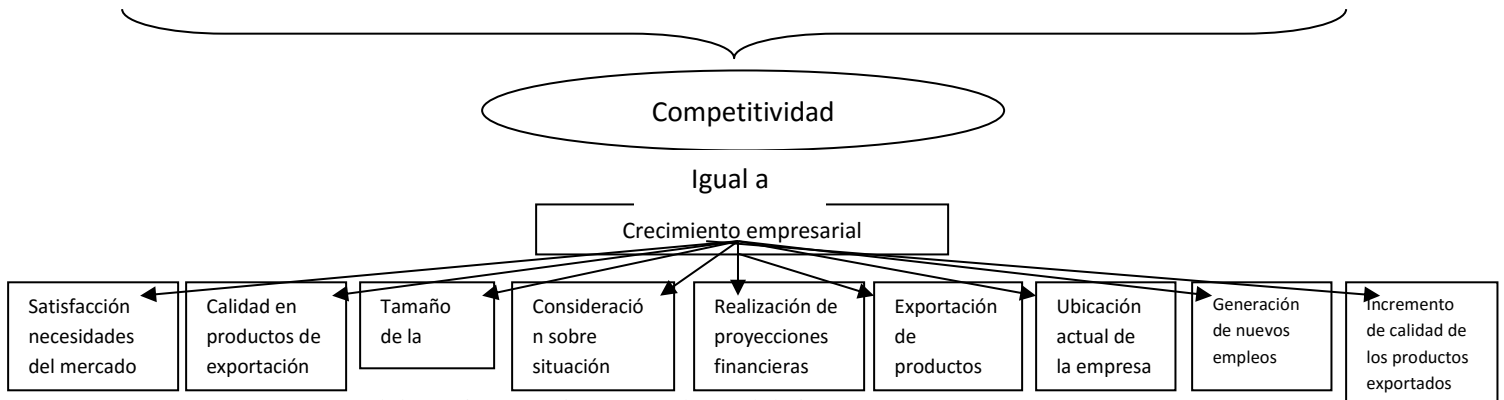 Competitividad
Igual a
Crecimiento empresarial
Satisfacción
necesidades
del mercado
Calidad en
productos de
exportación
Tamaño
de la
Consideració
n sobre
situación
Realización de
proyecciones
financieras
Exportación
de
productos
Ubicación
actual de
la empresa
Generación
de nuevos
empleos
Incremento
de calidad de
los productos
exportados